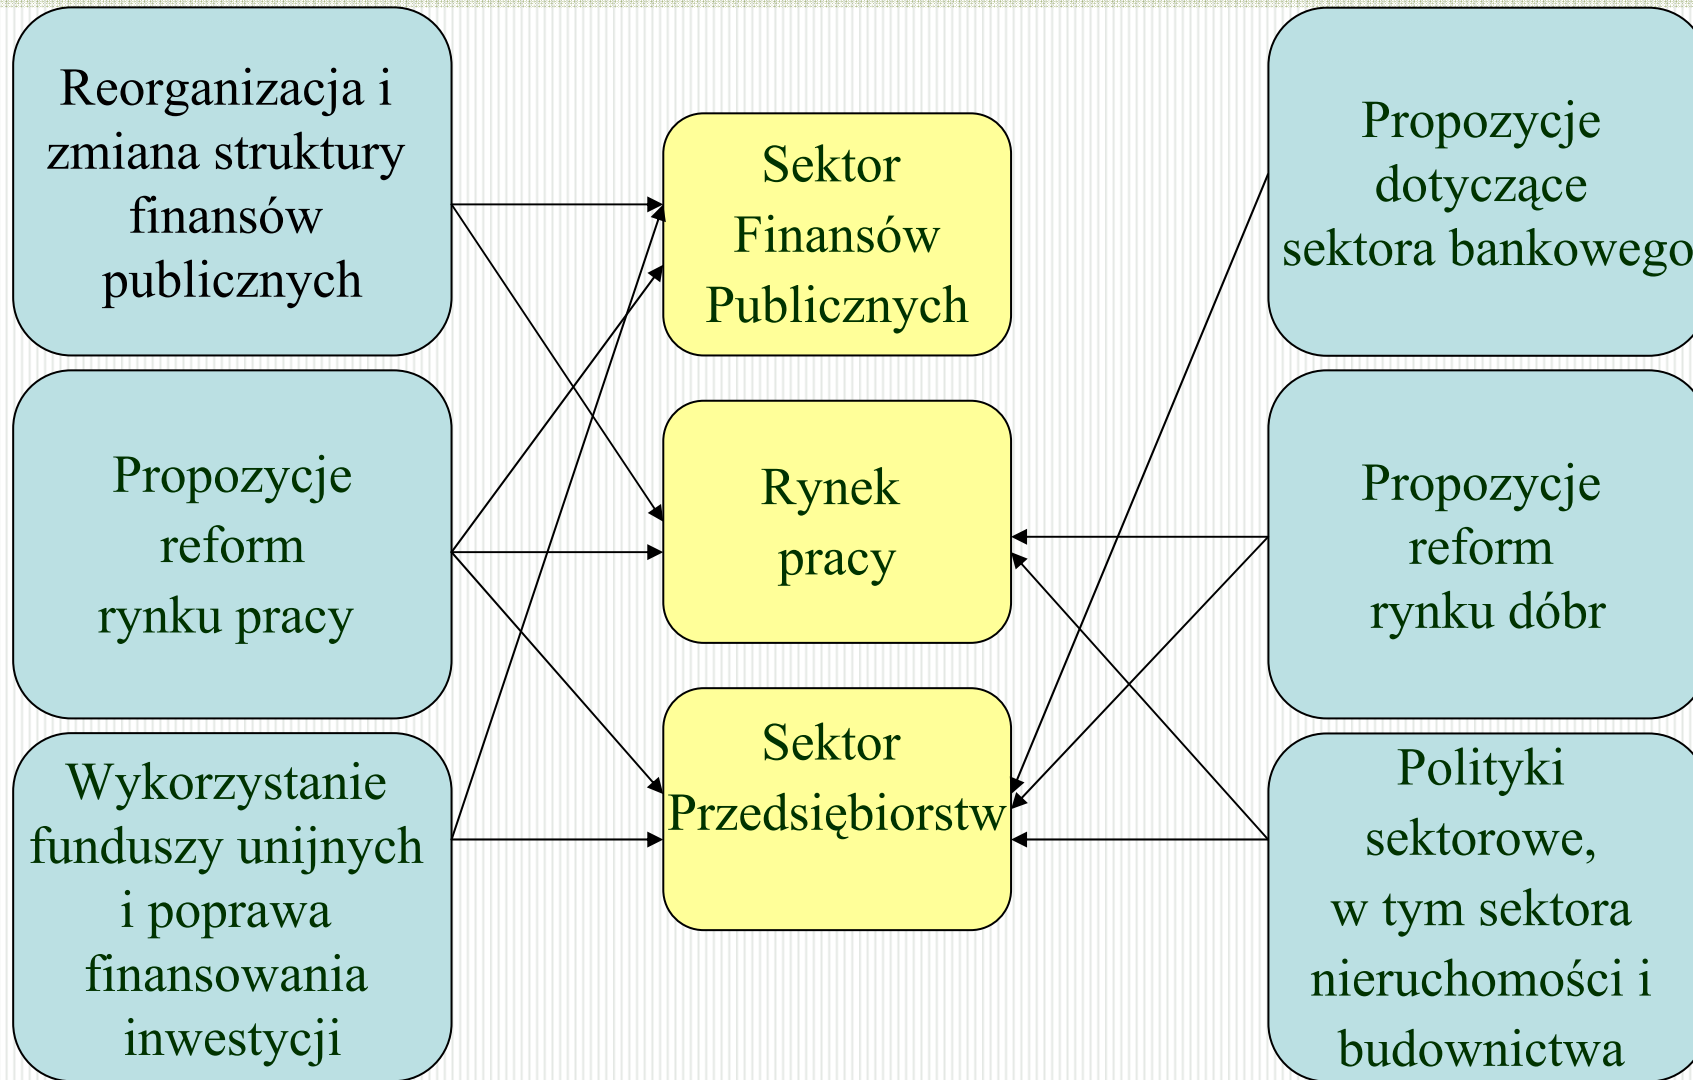 Reorganizacja i
zmiana struktury
finansów
publicznych
Propozycje
reform
rynku pracy
Wykorzystanie
funduszy unijnych
i poprawa
finansowania
inwestycji
Sektor
Finansów
Publicznych
Rynek
pracy
Sektor
Przedsiębiorstw
Propozycje
dotyczące
sektora bankowego
Propozycje
reform
rynku dóbr
Polityki
sektorowe,
w tym sektora
nieruchomości i
budownictwa